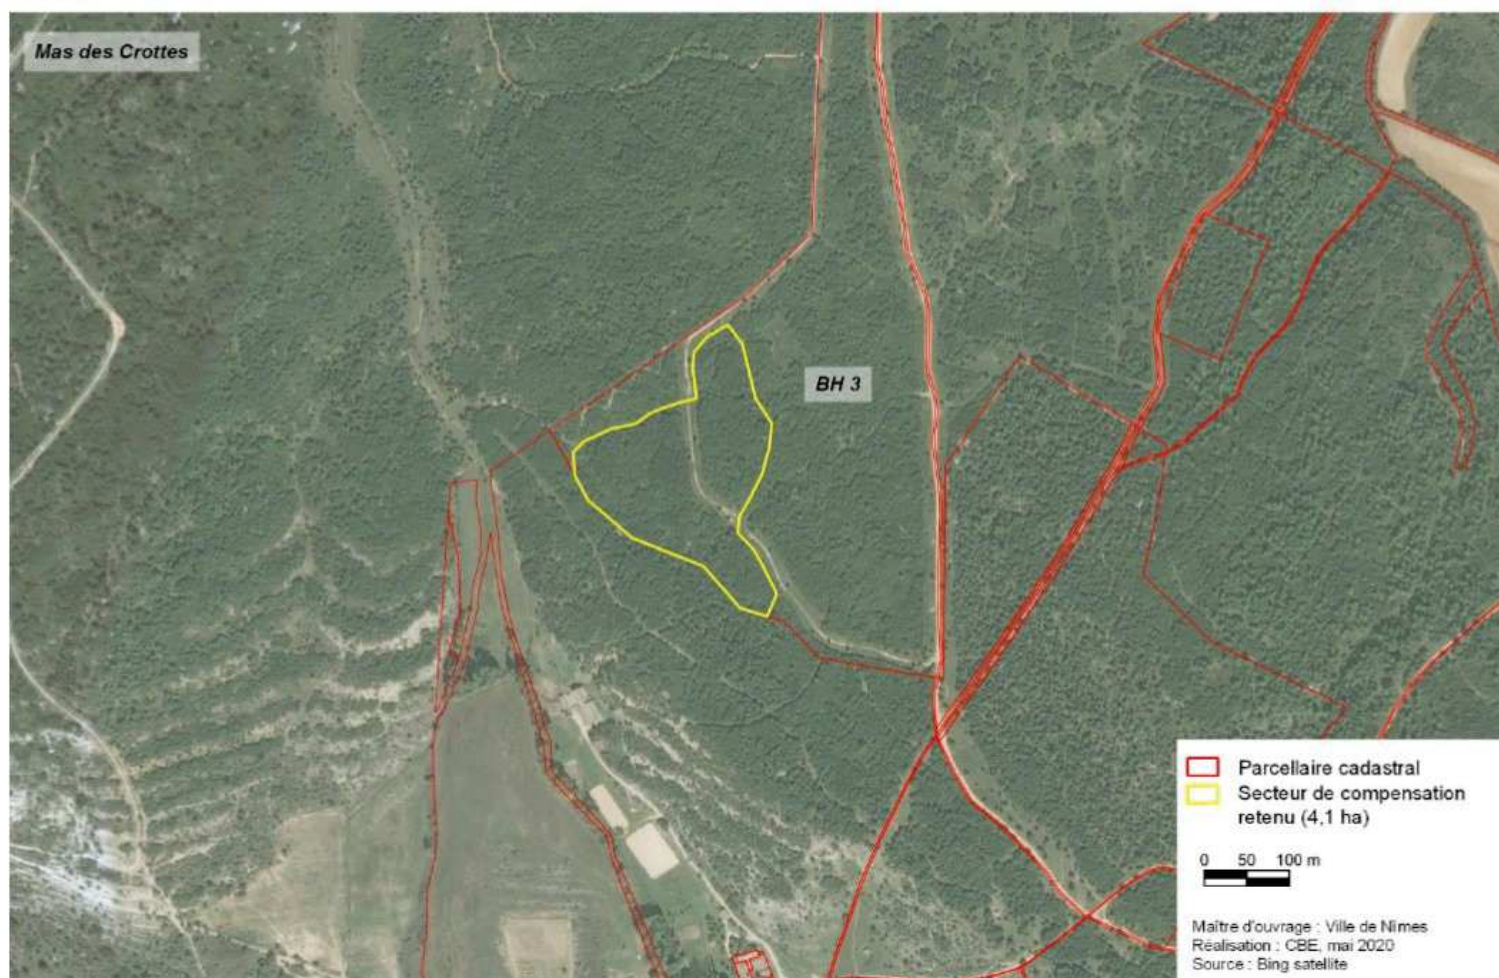 Mas des Crottes
BH 3
Parcellaire cadastral
Secteur de compensation
retenu (4,1 ha)
0 50 100 m
Maître d'ouvrage : Ville de Nîmes
Réalisation : CBE, mai 2020
Source : Bing satellite